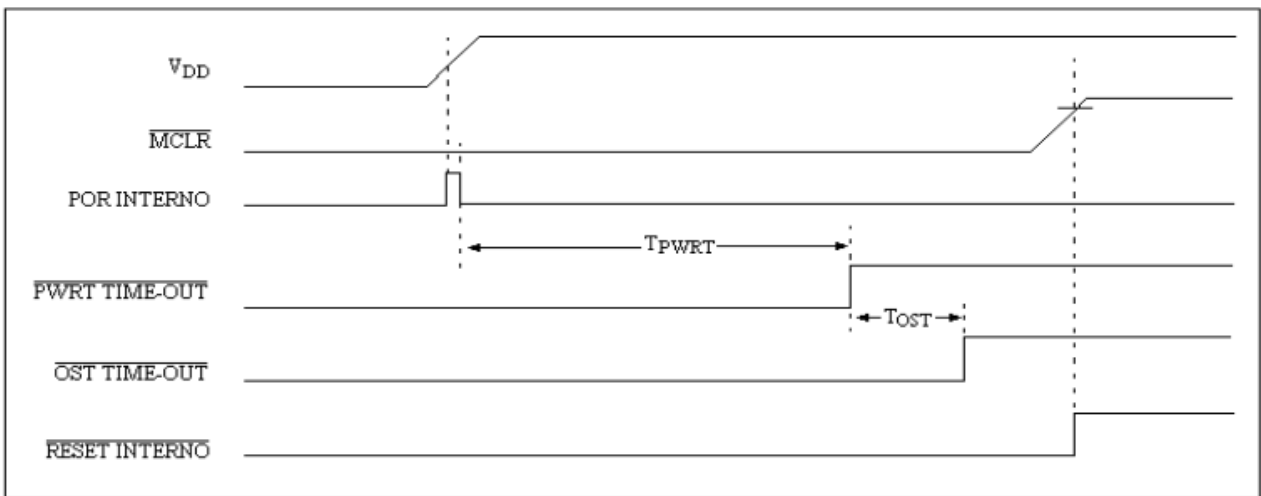 VDD
MCLR
POR INTERNO
TPWRT
PWRT TIME-OUT
TOST
OST TIME-OUT
RESET INTERNO